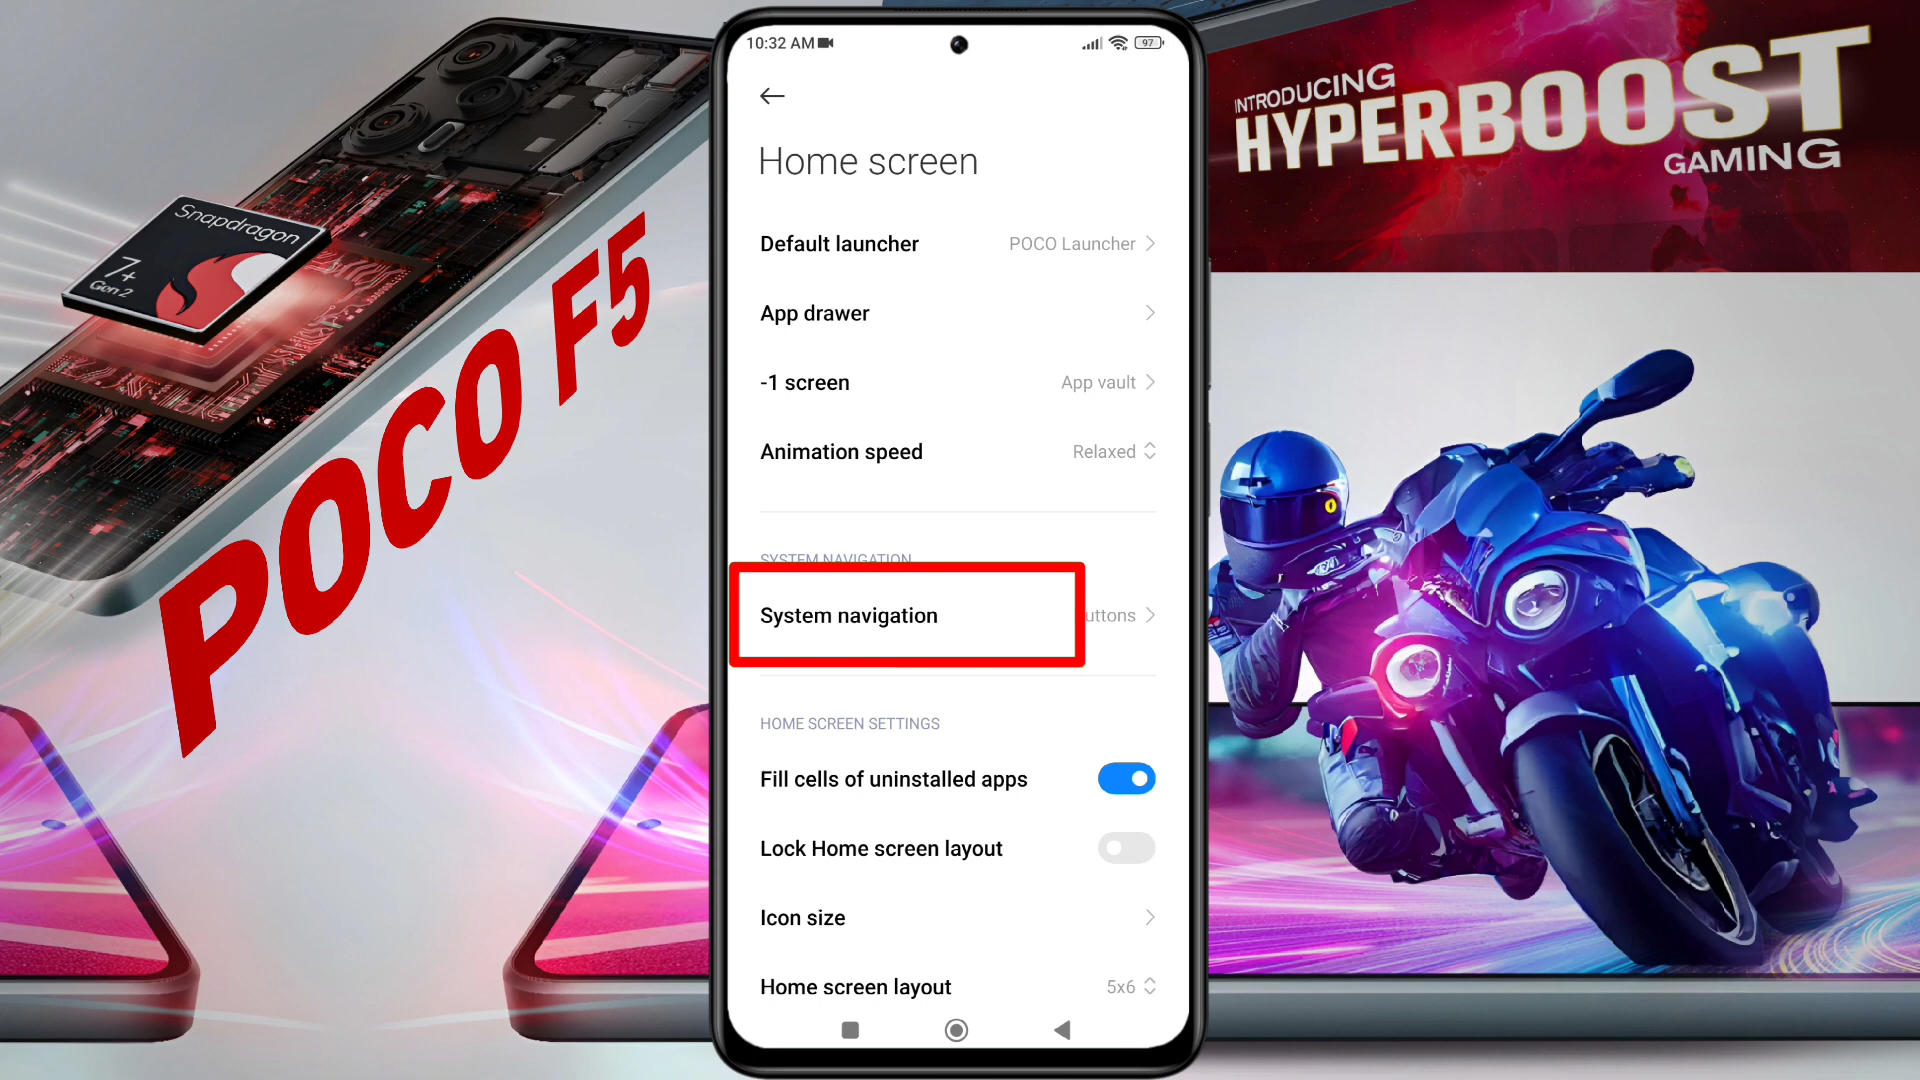 Snapdragon
7+
Gen 2
POCO F5
10:32 AM
97
Home screen
Default launcher POCO Launcher
App drawer
-1 screen App vault
Animation speed Relaxed
SYSTEM NAVIGATION
System navigation uttons
HOME SCREEN SETTINGS
Fill cells of uninstalled apps
Lock Home screen layout
Icon size
Home screen layout 5x6
INTRODUCING
HYPERBOOST
GAMING